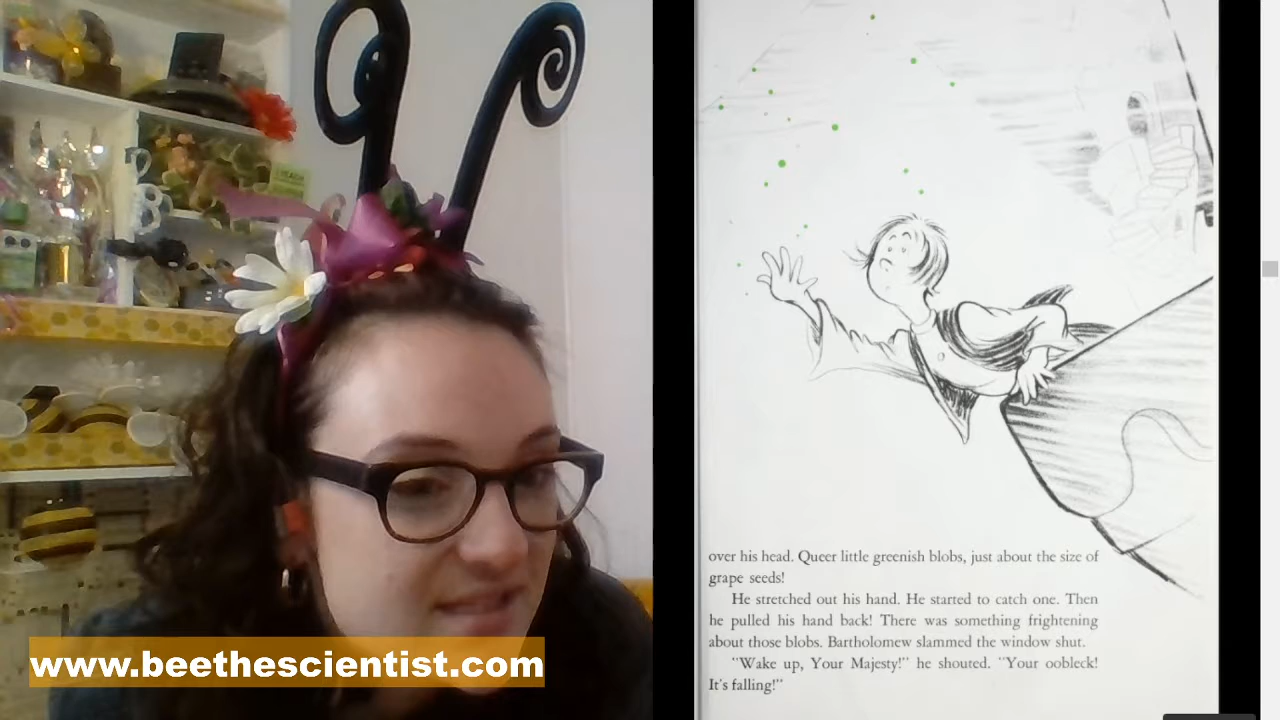 www.beethescientist.com
over his head. Queer little greenish blobs, just about the size of
grape seeds!
He stretched out his hand. He started to catch one. Then
he pulled his hand back! There was something frightening
about those blobs. Bartholomew slammed the window shut.
"Wake up, Your Majesty!" he shouted. "Your oobleck!
It's falling!"